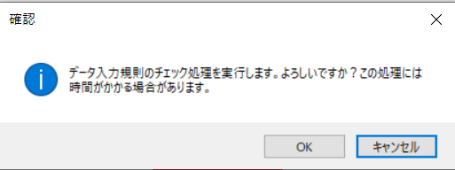 確認
データ入力規則のチェック処理を実行します。よろしいですか？この処理には
時間がかかる場合があります。
OK
キャンセル